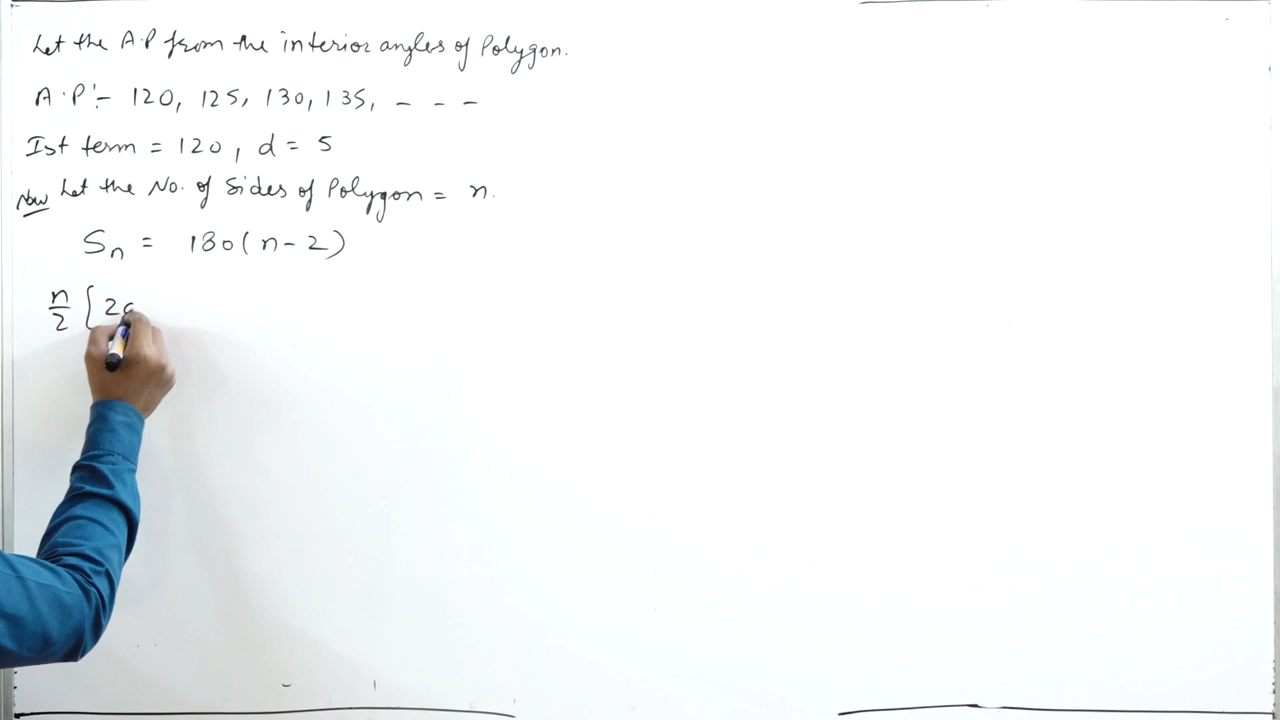 Let the A.P from the interior angles of Polygon.
A.P:- 120, 125, 130, 135, - - -
Ist term = 120, d = 5
Now Let the No. of Sides of Polygon = n.
Sn = 180(n-2)
n/2 [2a